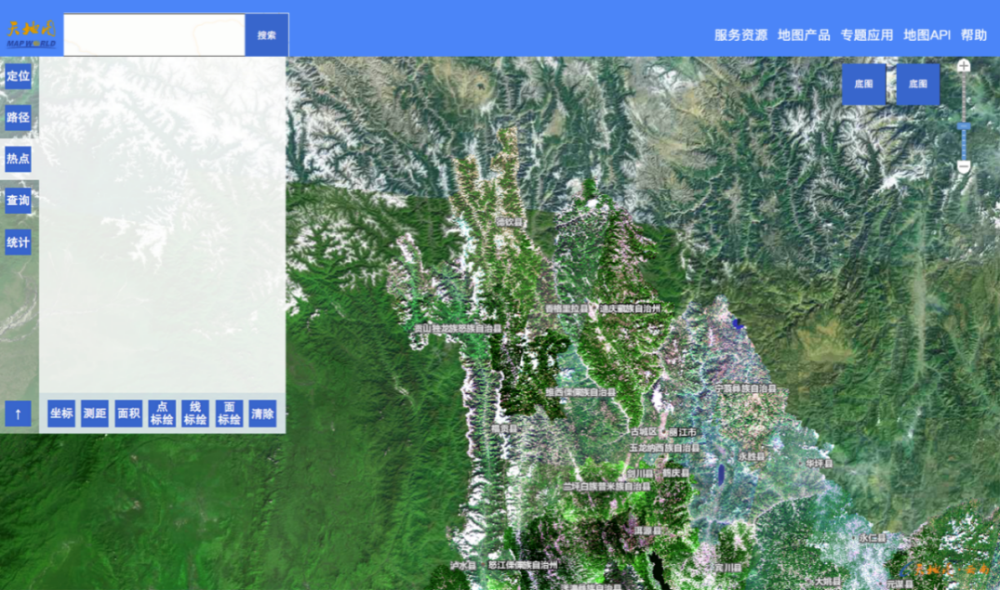 天地图
MAP WORLD
搜索
服务资源 地图产品 专题应用 地图API 帮助
定位
路径
热点
查询
统计
↑
底图
底图
坐标
测距
面积
点
标绘
线
标绘
面
标绘
清除
德钦县
香格里拉县
迪庆藏族自治州
贡山独龙族怒族自治县
维西傈僳族自治县
宁蒗彝族自治县
福贡县
古城区
丽江市
玉龙纳西族自治县
永胜县
华坪县
剑川县
鹤庆县
兰坪白族普米族自治县
洱源县
永仁县
泸水县
怒江傈僳族自治州
宾川县
大姚县
元谋县